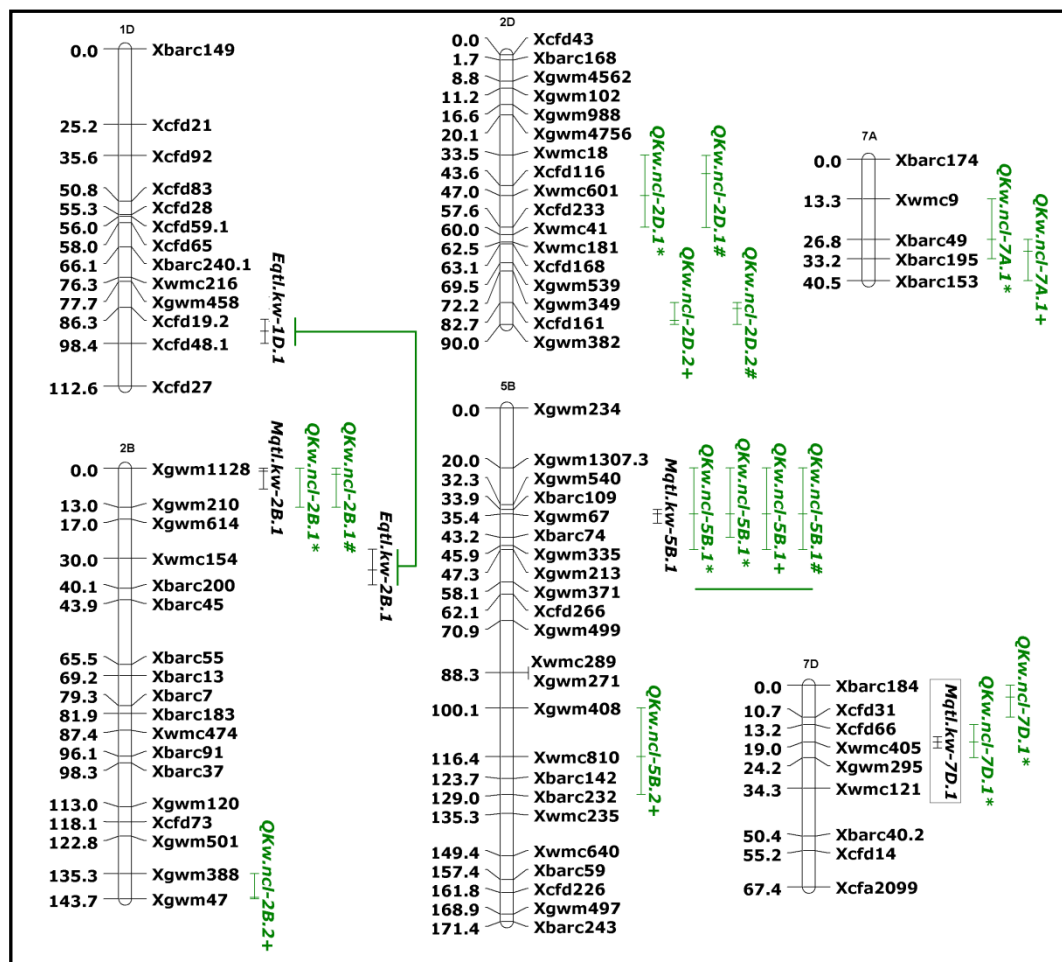 1D
0.0 Xbarc149
25.2 Xcfd21
35.6 Xcfd92
50.8 Xcfd83
55.3 Xcfd28
56.0 Xcfd59.1
58.0 Xcfd65
66.1 Xbarc240.1
76.3 Xwmc216
77.7 Xgwm458
86.3 Xcfd19.2
98.4 Xcfd48.1
112.6 Xcfd27
Eqtl.kw-1D.1
2D
0.0 Xcfd43
1.7 Xbarc168
8.8 Xgwm4562
11.2 Xgwm102
16.6 Xgwm988
20.1 Xgwm4756
33.5 Xwmc18
43.6 Xcfd116
47.0 Xwmc601
57.6 Xcfd233
60.0 Xwmc41
62.5 Xwmc181
63.1 Xcfd168
69.5 Xgwm539
72.2 Xgwm349
82.7 Xcfd161
90.0 Xgwm382
QKw.ncl-2D.1*
QKw.ncl-2D.1#
QKw.ncl-2D.2+
QKw.ncl-2D.2#
7A
0.0 Xbarc174
13.3 Xwmc9
26.8 Xbarc49
33.2 Xbarc195
40.5 Xbarc153
QKw.ncl-7A.1*
QKw.ncl-7A.1+
2B
0.0 Xgwm1128
13.0 Xgwm210
17.0 Xgwm614
30.0 Xwmc154
40.1 Xbarc200
43.9 Xbarc45
65.5 Xbarc55
69.2 Xbarc13
79.3 Xbarc7
81.9 Xbarc183
87.4 Xwmc474
96.1 Xbarc91
98.3 Xbarc37
113.0 Xgwm120
118.1 Xcfd73
122.8 Xgwm501
135.3 Xgwm388
143.7 Xgwm47
Mqtl.kw-2B.1
QKw.ncl-2B.1*
QKw.ncl-2B.1#
Eqtl.kw-2B.1
QKw.ncl-2B.2+
5B
0.0 Xgwm234
20.0 Xgwm1307.3
32.3 Xgwm540
33.9 Xbarc109
35.4 Xgwm67
43.2 Xbarc74
45.9 Xgwm335
47.3 Xgwm213
58.1 Xgwm371
62.1 Xcfd266
70.9 Xgwm499
88.3 Xwmc289
Xgwm271
100.1 Xgwm408
116.4 Xwmc810
123.7 Xbarc142
129.0 Xbarc232
135.3 Xwmc235
149.4 Xwmc640
157.4 Xbarc59
161.8 Xcfd226
168.9 Xgwm497
171.4 Xbarc243
Mqtl.kw-5B.1
QKw.ncl-5B.1*
QKw.ncl-5B.1*
QKw.ncl-5B.1+
QKw.ncl-5B.1#
QKw.ncl-5B.2+
7D
0.0 Xbarc184
10.7 Xcfd31
13.2 Xcfd66
19.0 Xwmc405
24.2 Xgwm295
34.3 Xwmc121
50.4 Xbarc40.2
55.2 Xcfd14
67.4 Xcfa2099
Mqtl.kw-7D.1
QKw.ncl-7D.1*
QKw.ncl-7D.1*